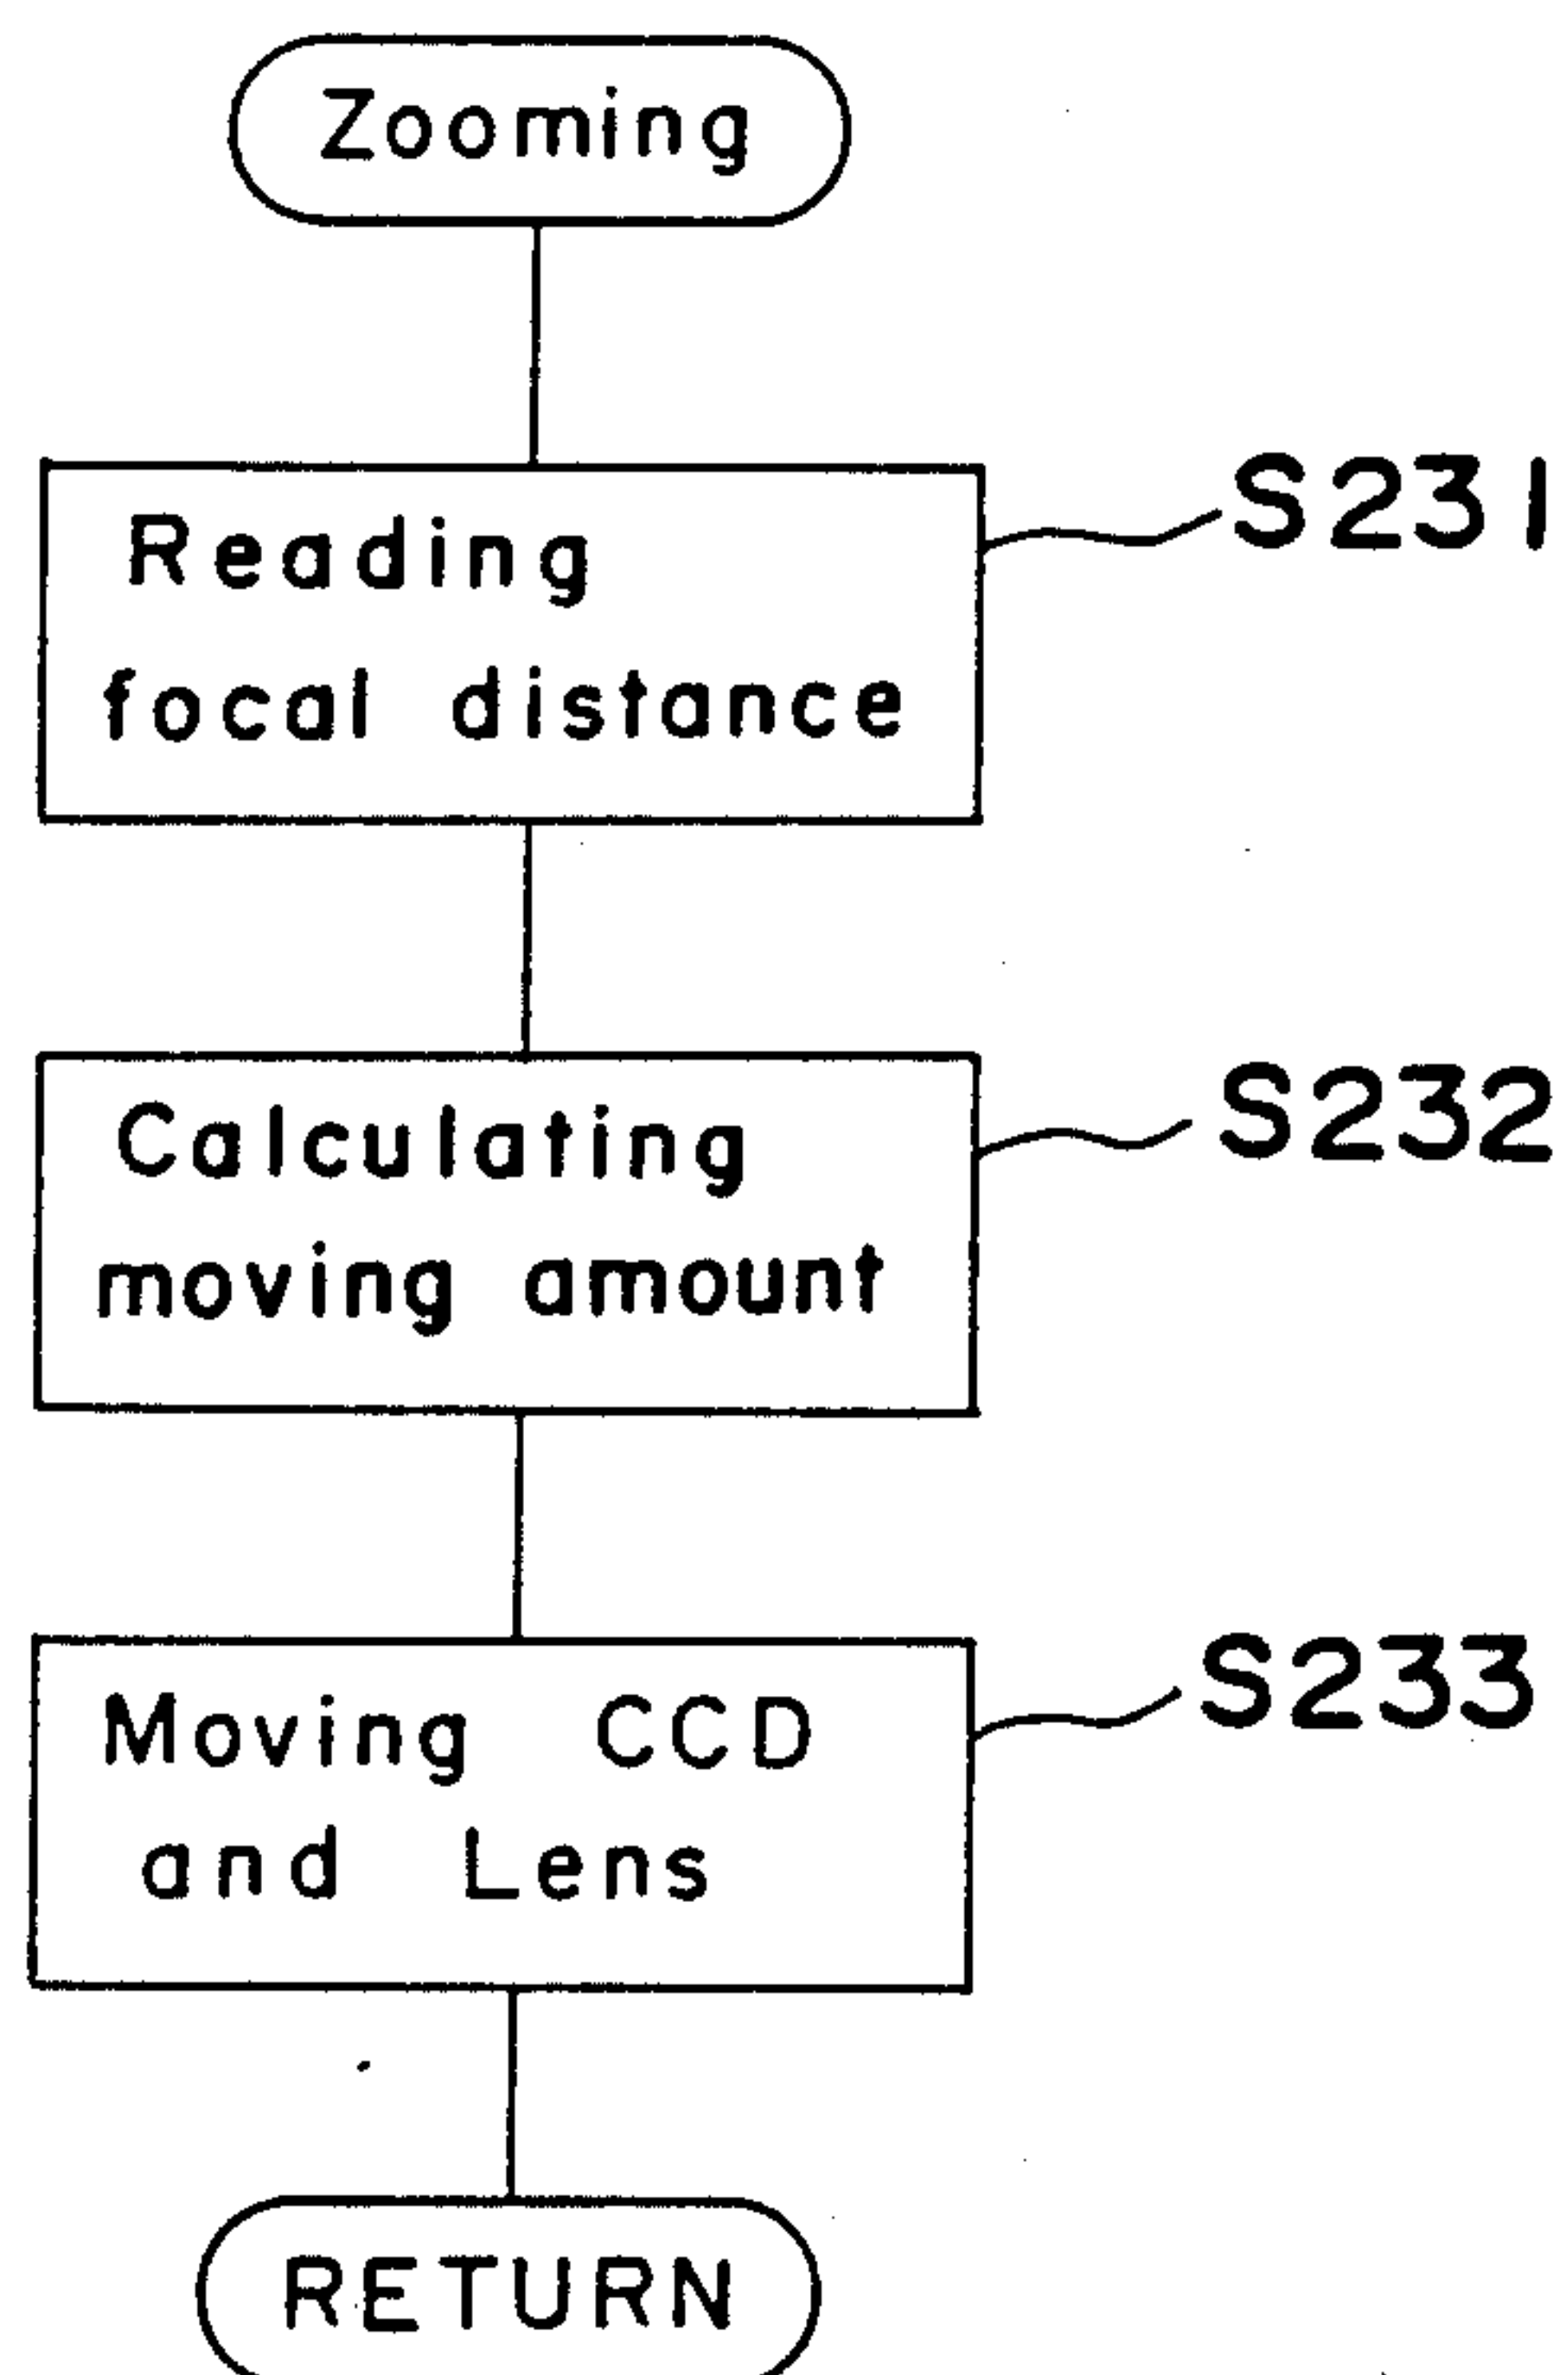 Zooming
Reading
focal distance
S231
Calculating
moving amount
S232
Moving CCD
and Lens
S233
RETURN